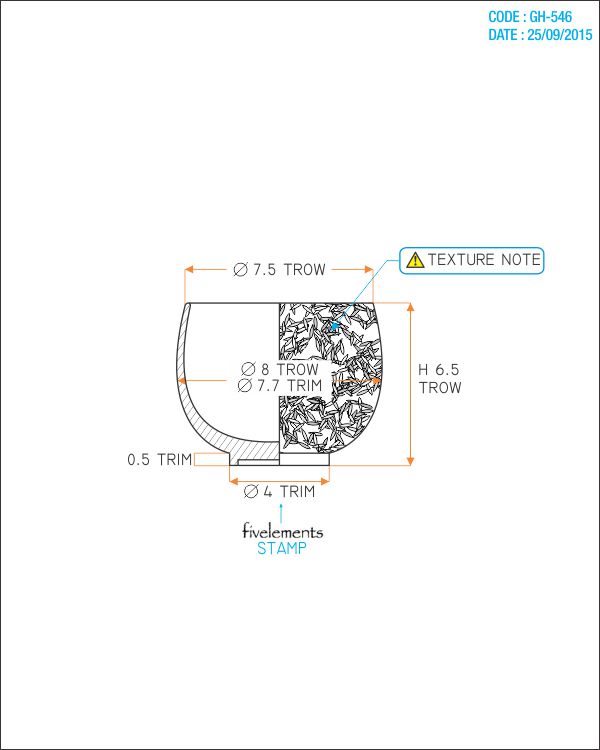 CODE : GH-546
DATE : 25/09/2015
TEXTURE NOTE
Ø 7.5 TROW
Ø 8 TROW
Ø 7.7 TRIM
H 6.5
TROW
0.5 TRIM
Ø 4 TRIM
fivelements
STAMP